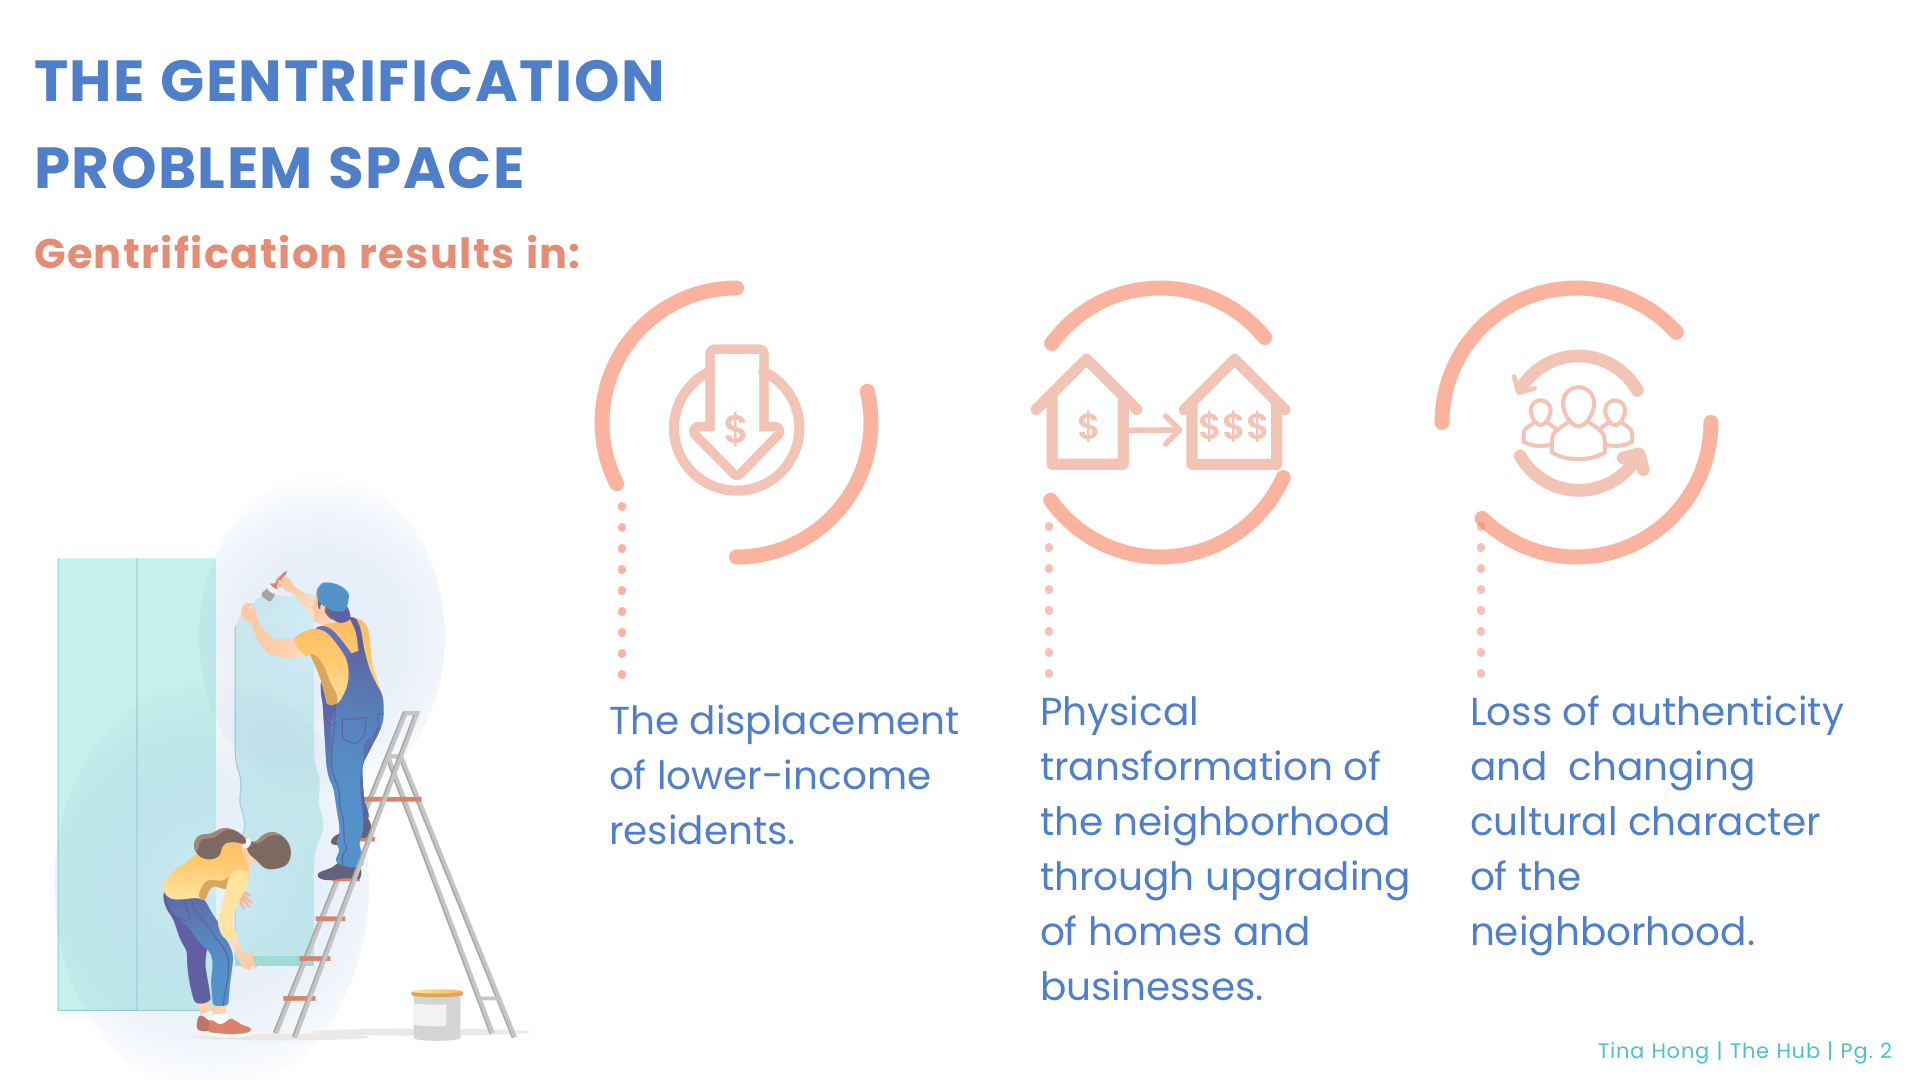 THE GENTRIFICATION
PROBLEM SPACE
Gentrification results in:
$
$
$$$
The displacement
of lower-income
residents.
Physical
transformation of
the neighborhood
through upgrading
of homes and
businesses.
Loss of authenticity
and  changing
cultural character
of the
neighborhood.
Tina Hong | The Hub | Pg. 2